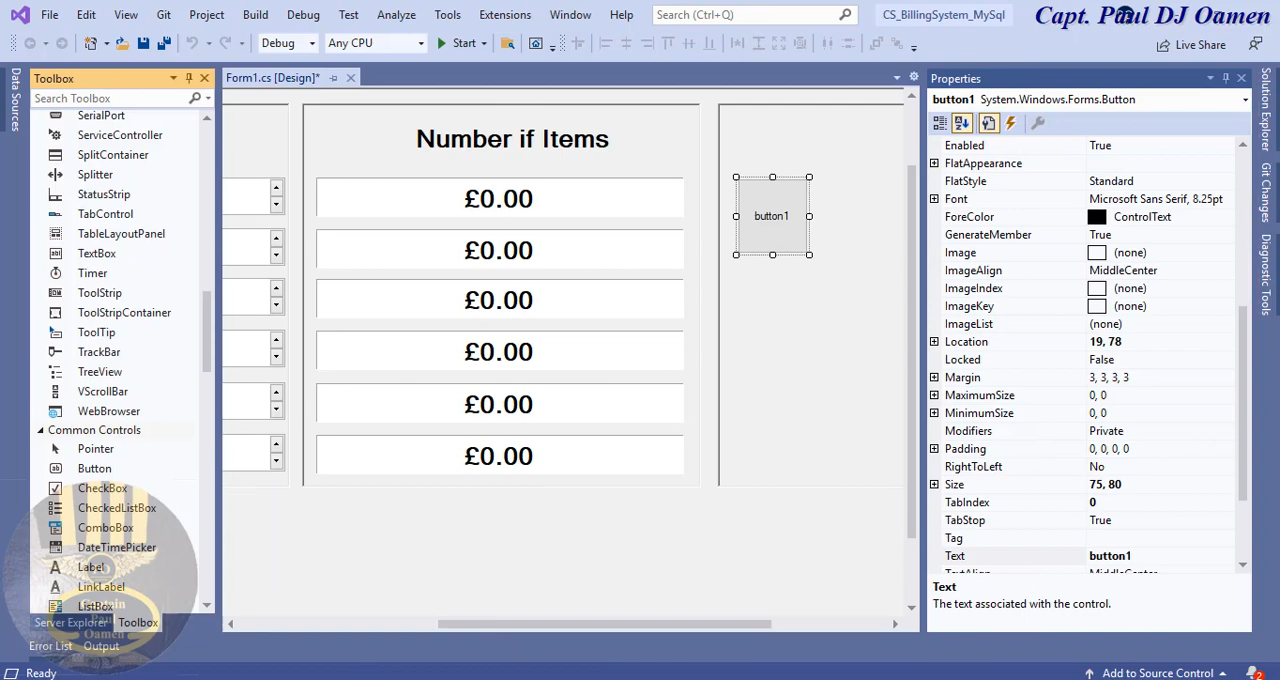 File Edit View Git Project Build Debug Test Analyze Tools Extensions Window Help Search (Ctrl+Q) CS_BillingSystem_MySql
Capt. Paul DJ Oamen
Debug Any CPU Start Live Share
Data Sources
Toolbox
Search Toolbox
SerialPort
ServiceController
SplitContainer
Splitter
StatusStrip
TabControl
TableLayoutPanel
TextBox
Timer
ToolStrip
ToolStripContainer
ToolTip
TrackBar
TreeView
VScrollBar
WebBrowser
Common Controls
Pointer
Button
CheckBox
CheckedListBox
ComboBox
DateTimePicker
Label
LinkLabel
ListBox
Captain
Paul
Oamen
Server Explorer Toolbox
Error List Output
Form1.cs [Design]*
Number if Items
£0.00
£0.00
£0.00
£0.00
£0.00
£0.00
button1
Properties
button1 System.Windows.Forms.Button
Enabled True
FlatAppearance
FlatStyle Standard
Font Microsoft Sans Serif, 8.25pt
ForeColor ControlText
GenerateMember True
Image (none)
ImageAlign MiddleCenter
ImageIndex (none)
ImageKey (none)
ImageList (none)
Location 19, 78
Locked False
Margin 3, 3, 3, 3
MaximumSize 0, 0
MinimumSize 0, 0
Modifiers Private
Padding 0, 0, 0, 0
RightToLeft No
Size 75, 80
TabIndex 0
TabStop True
Tag
Text button1
TextAlign MiddleCenter
Text
The text associated with the control.
Solution Explorer
Git Changes
Diagnostic Tools
Ready Add to Source Control 2